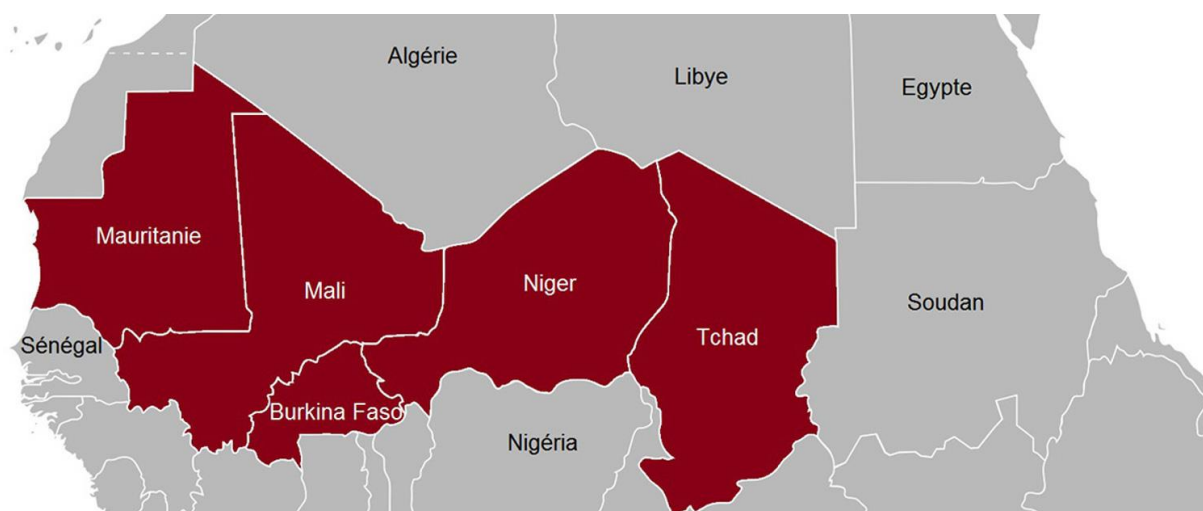 Algérie
Libye
Egypte
Mauritanie
Mali
Niger
Soudan
Tchad
Sénégal
Burkina Faso
Nigéria